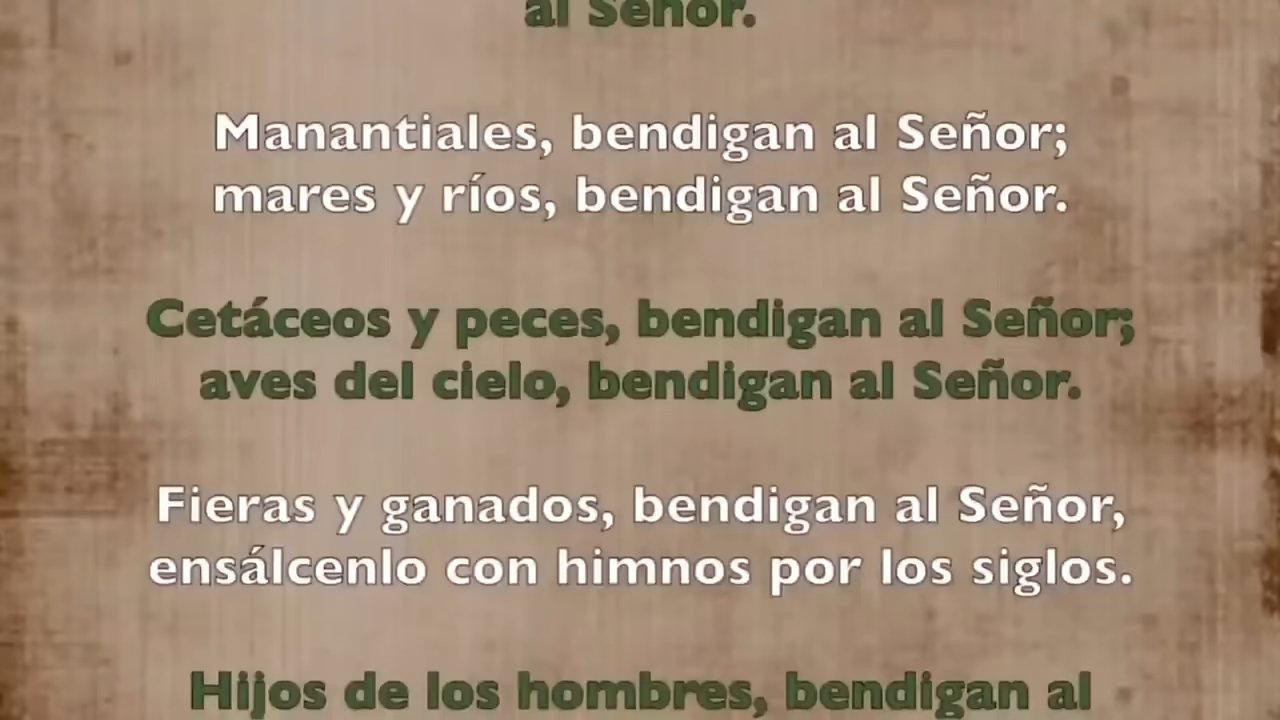 al Señor.
Manantiales, bendigan al Señor;
mares y ríos, bendigan al Señor.
Cetáceos y peces, bendigan al Señor;
aves del cielo, bendigan al Señor.
Fieras y ganados, bendigan al Señor,
ensálcenlo con himnos por los siglos.
Hijos de los hombres, bendigan al